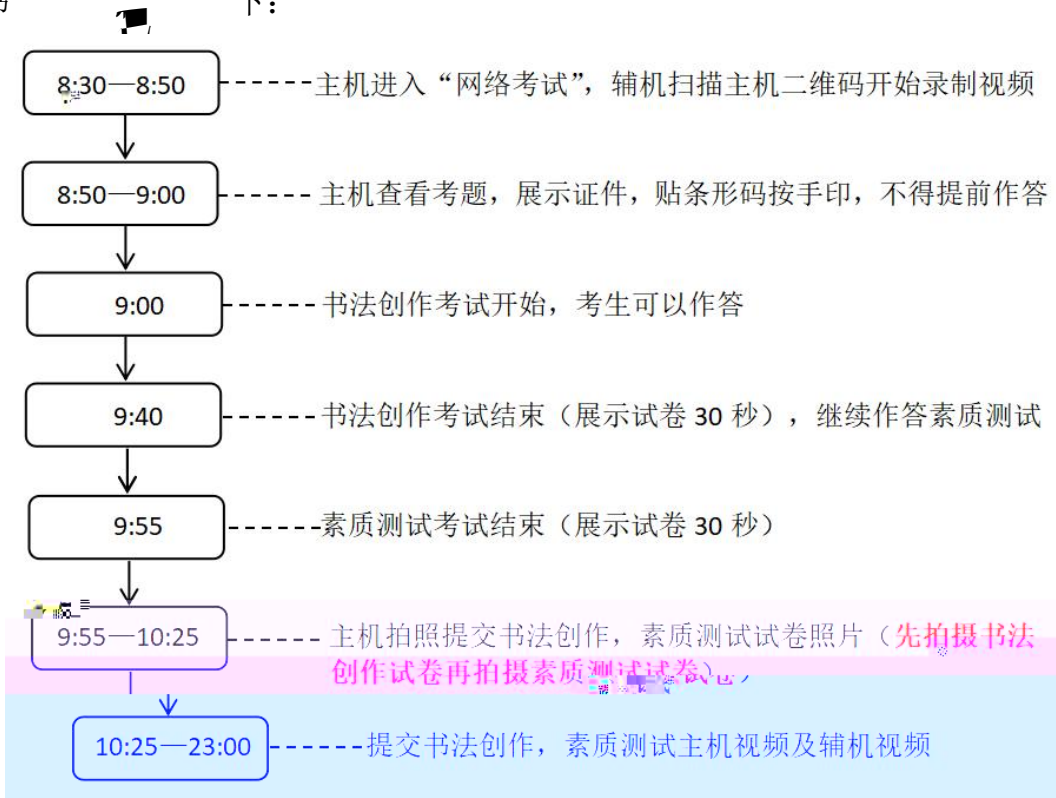 下：
8:30—8:50 主机进入“网络考试”，辅机扫描主机二维码开始录制视频
8:50—9:00 主机查看考题，展示证件，贴条形码按手印，不得提前作答
9:00 书法创作考试开始，考生可以作答
9:40 书法创作考试结束（展示试卷 30 秒），继续作答素质测试
9:55 素质测试考试结束（展示试卷 30 秒）
9:55—10:25 主机拍照提交书法创作，素质测试试卷照片（先拍摄书法
创作试卷再拍摄素质测试试卷）
10:25—23:00 提交书法创作，素质测试主机视频及辅机视频